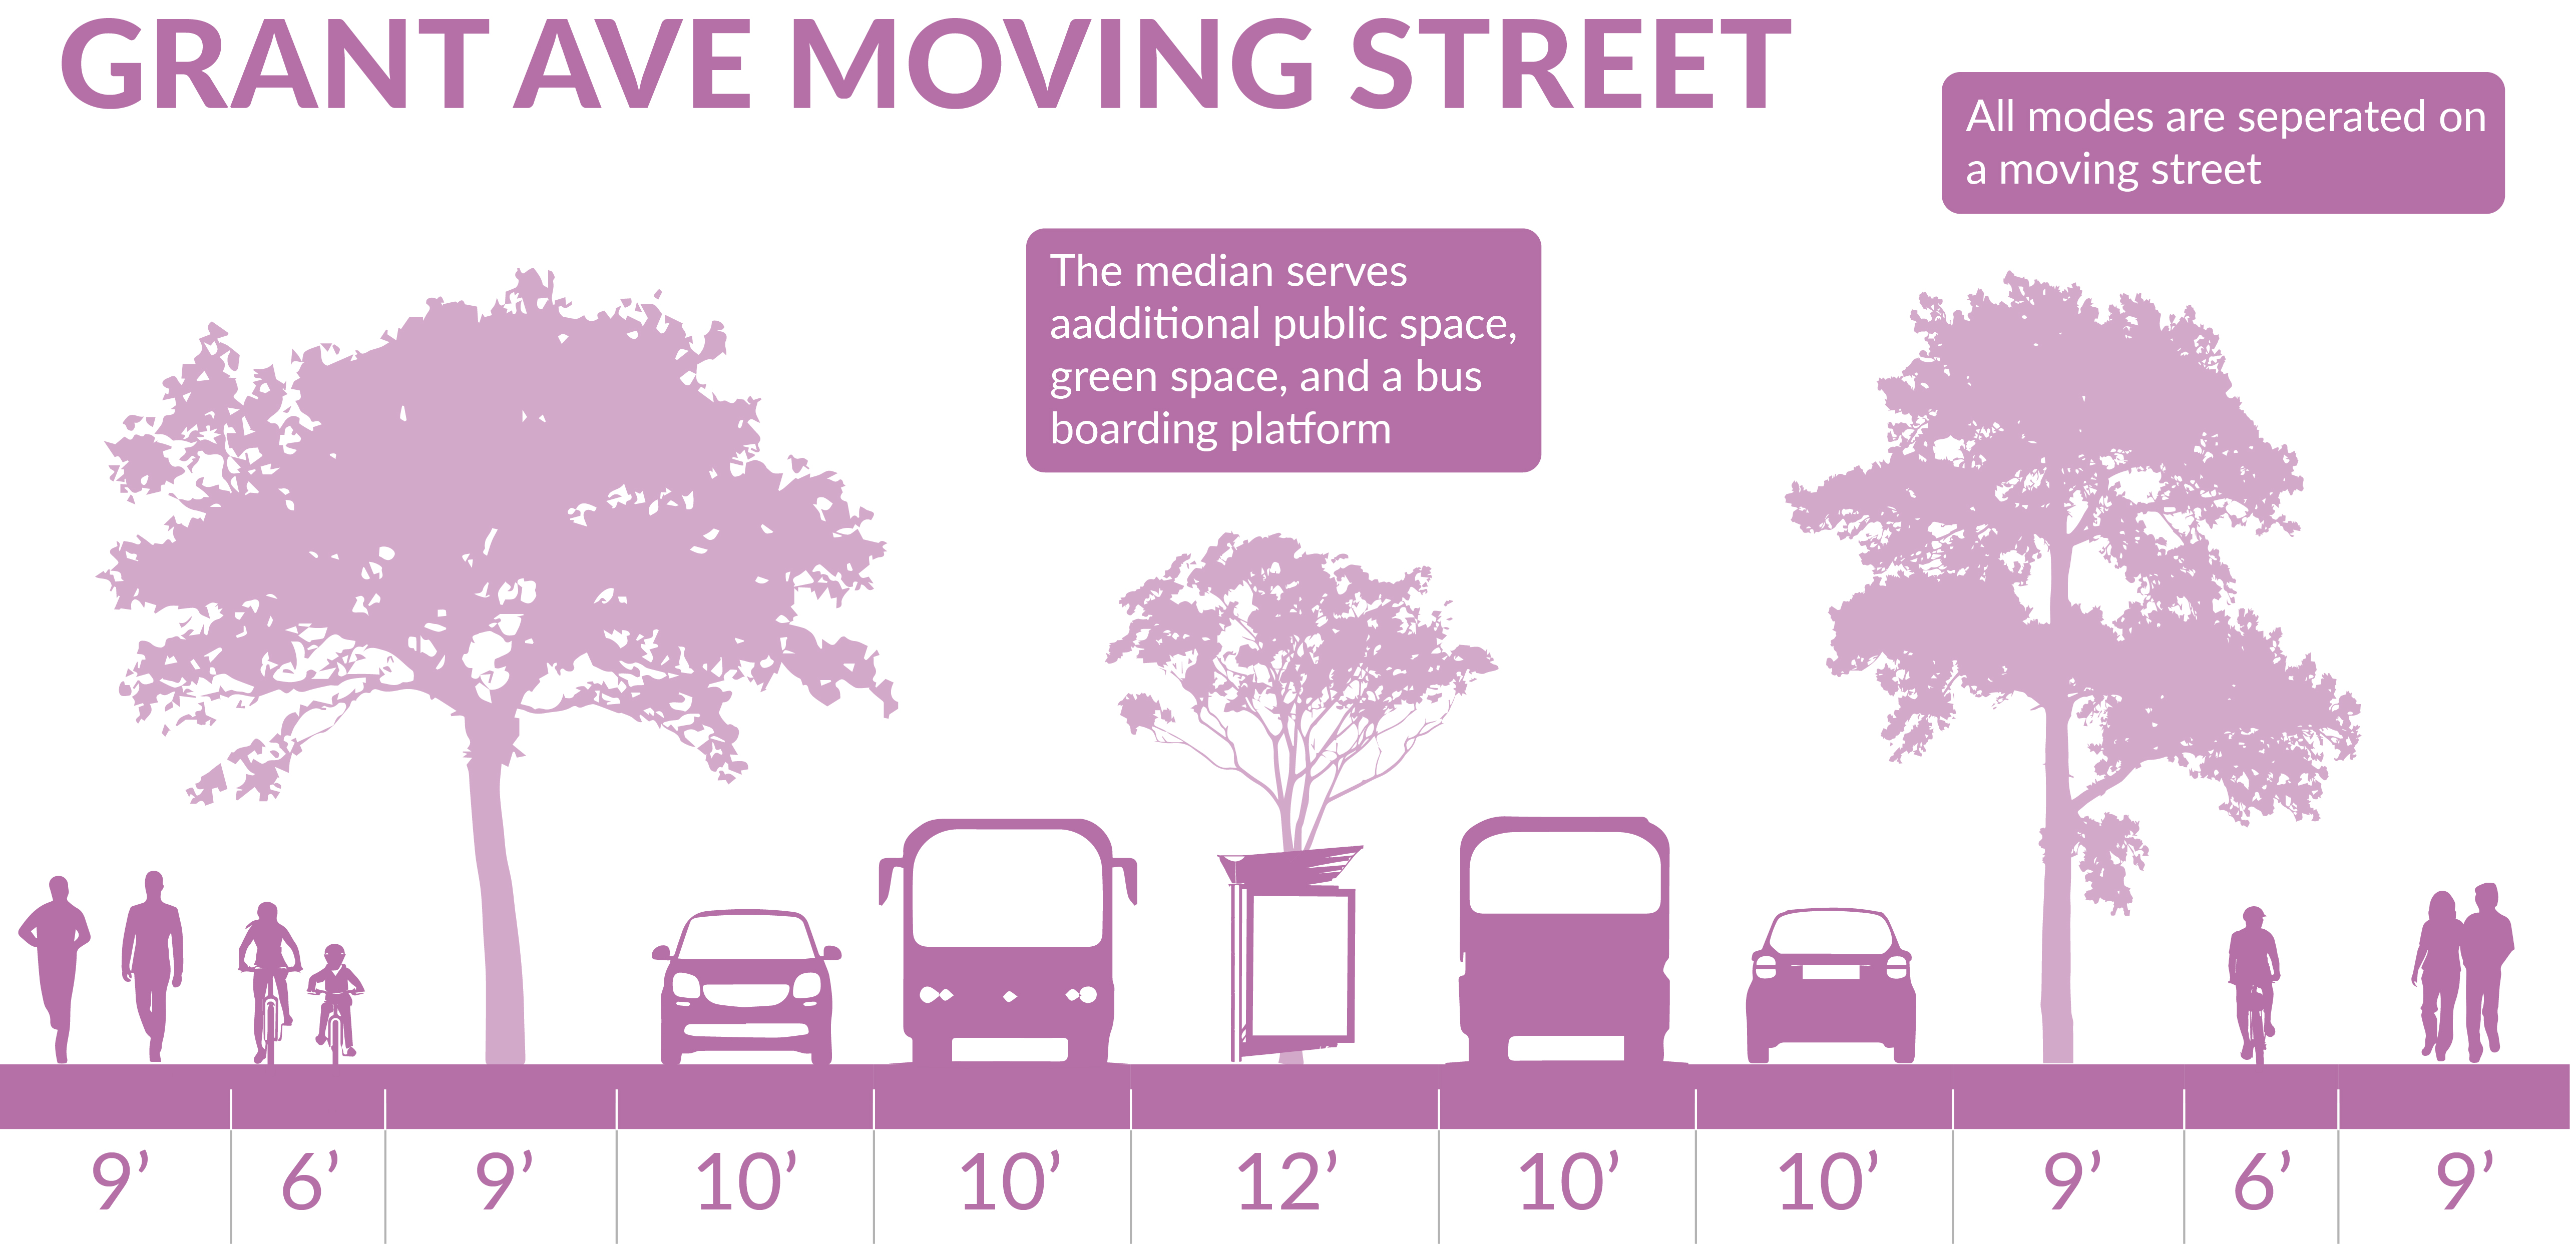 GRANT AVE MOVING STREET
All modes are seperated on
a moving street
The median serves
aadditional public space,
green space, and a bus
boarding platform
9’ 6’ 9’ 10’ 10’ 12’ 10’ 10’ 9’ 6’ 9’